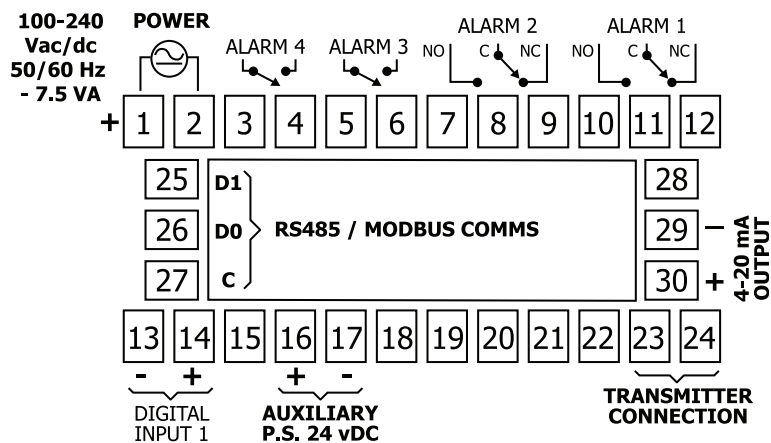 100-240
Vac/dc
50/60 Hz
- 7.5 VA
POWER
ALARM 4
ALARM 3
ALARM 2
NO C NC
ALARM 1
NO C NC
+ 1 2 3 4 5 6 7 8 9 10 11 12
25 D1 28
26 D0 RS485 / MODBUS COMMS 29 −
27 C 30 +
4-20 mA
OUTPUT
13 14 15 16 17 18 19 20 21 22 23 24
- + + -
DIGITAL
INPUT 1
AUXILIARY
P.S. 24 vDC
TRANSMITTER
CONNECTION